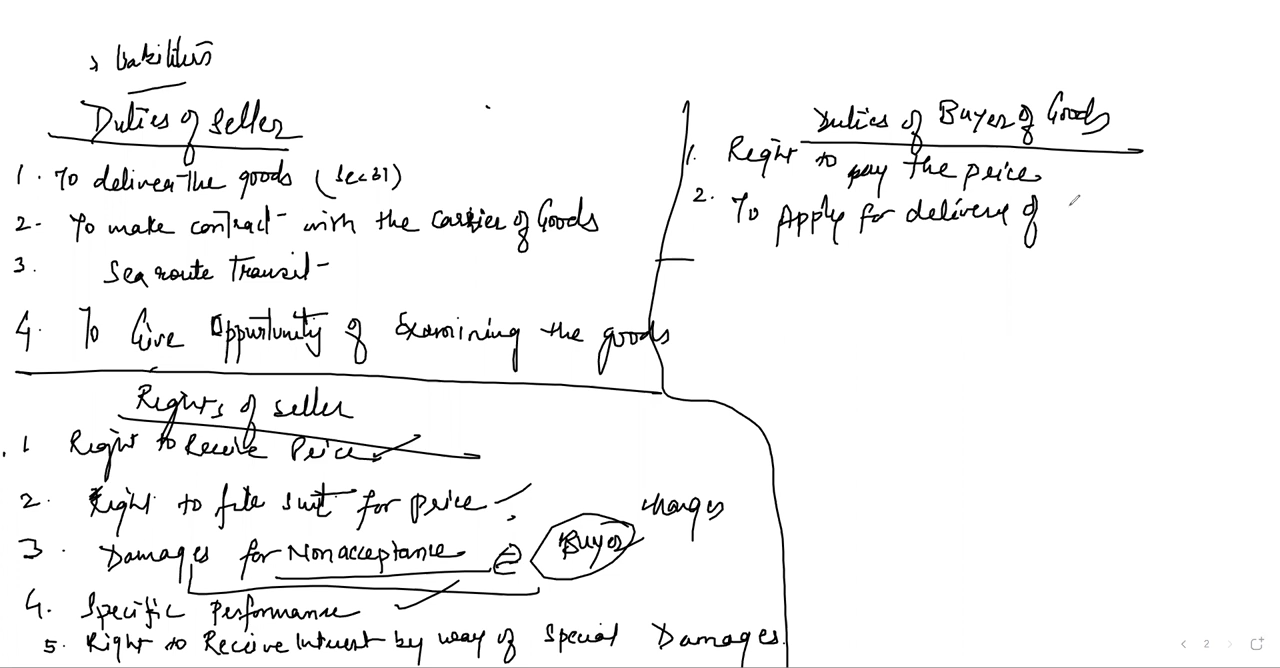 , Liabilities
Duties of Seller
1. To deliver the goods (Sec 31)
2- To make contract with the Carrier of Goods
3. Sea route Transit-
4. To Give Oppurtunity of Examining the goods
Rights of Seller
1 Right to Receive Price
2. Right to file suit for price
3. Damages for Nonacceptance Buyer charges
4. Specific Performance
5. Right to Receive Interest by way of Special Damages.
Duties of Buyer of Goods
1. Right to pay the price
2. To Apply for delivery of
2